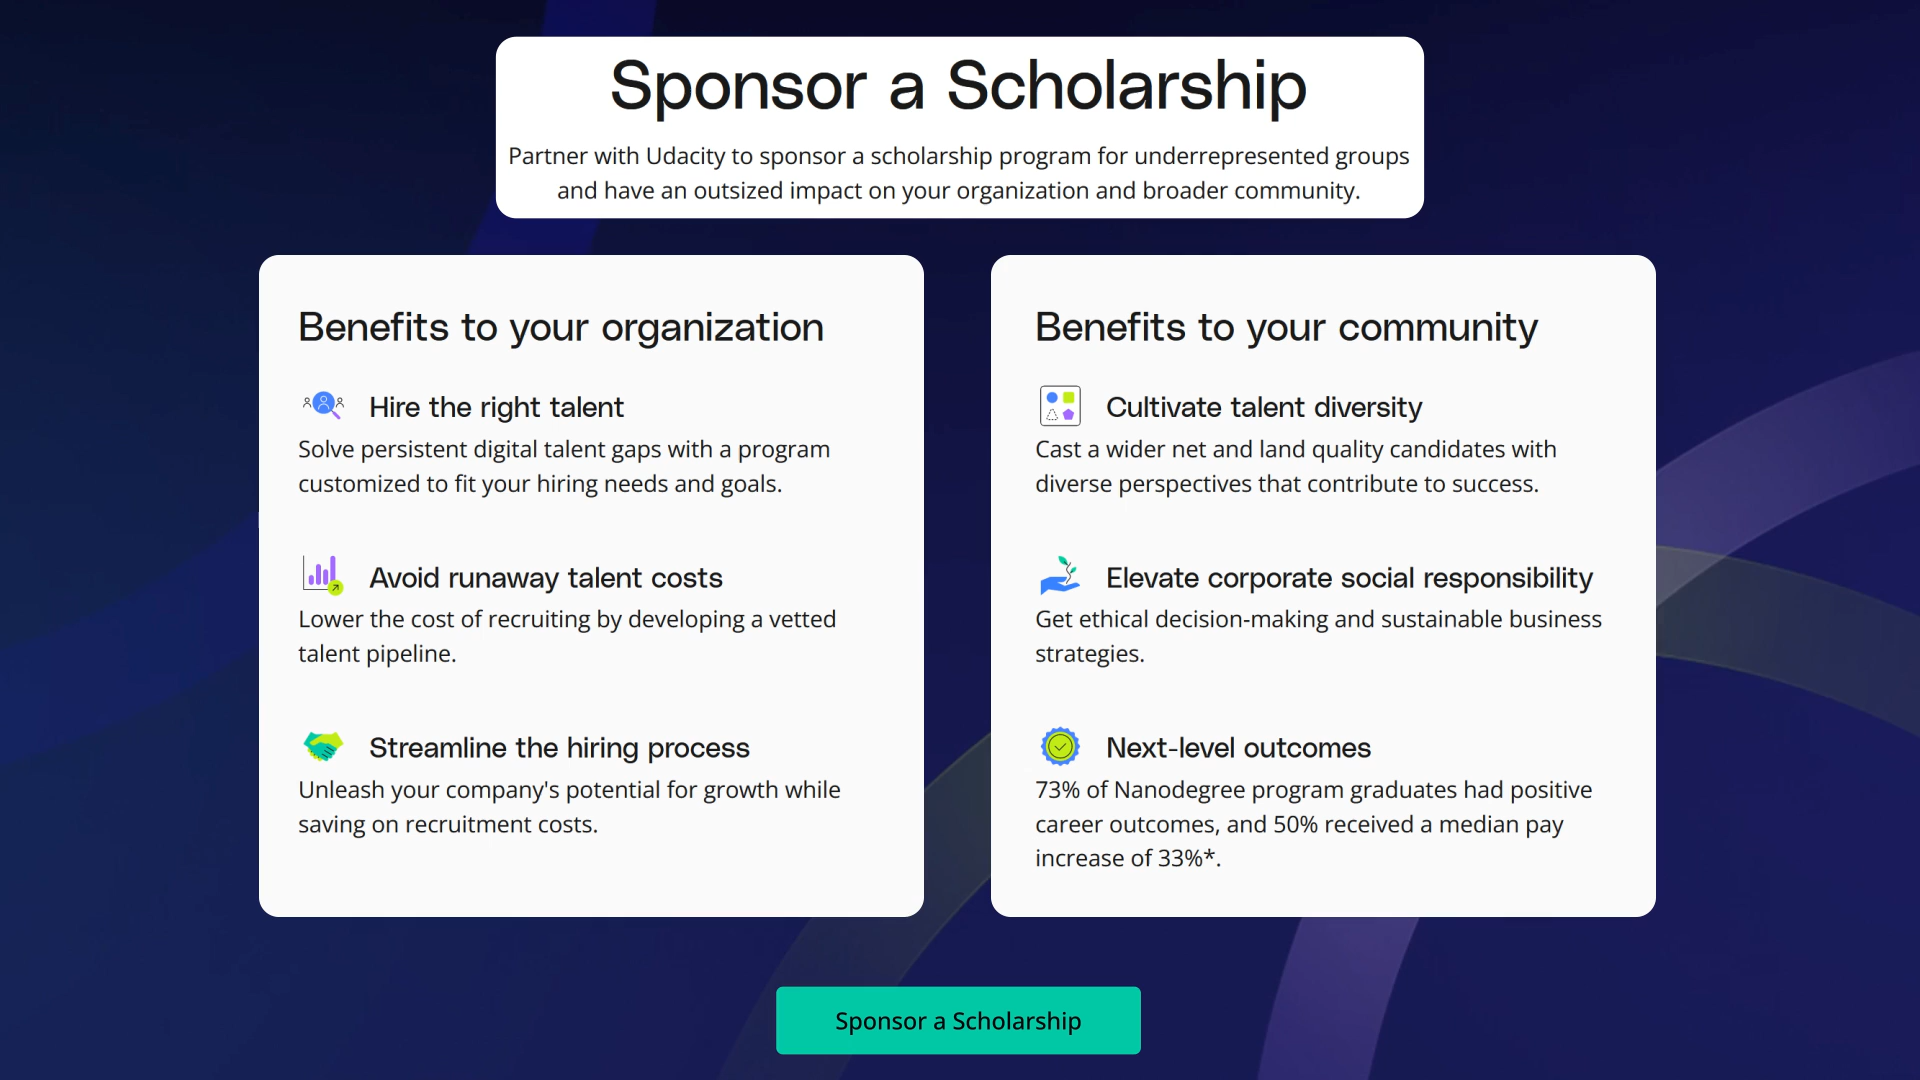 Sponsor a Scholarship
Partner with Udacity to sponsor a scholarship program for underrepresented groups
and have an outsized impact on your organization and broader community.
Benefits to your organization
Hire the right talent
Solve persistent digital talent gaps with a program
customized to fit your hiring needs and goals.
Avoid runaway talent costs
Lower the cost of recruiting by developing a vetted
talent pipeline.
Streamline the hiring process
Unleash your company's potential for growth while
saving on recruitment costs.
Benefits to your community
Cultivate talent diversity
Cast a wider net and land quality candidates with
diverse perspectives that contribute to success.
Elevate corporate social responsibility
Get ethical decision-making and sustainable business
strategies.
Next-level outcomes
73% of Nanodegree program graduates had positive
career outcomes, and 50% received a median pay
increase of 33%*.
Sponsor a Scholarship